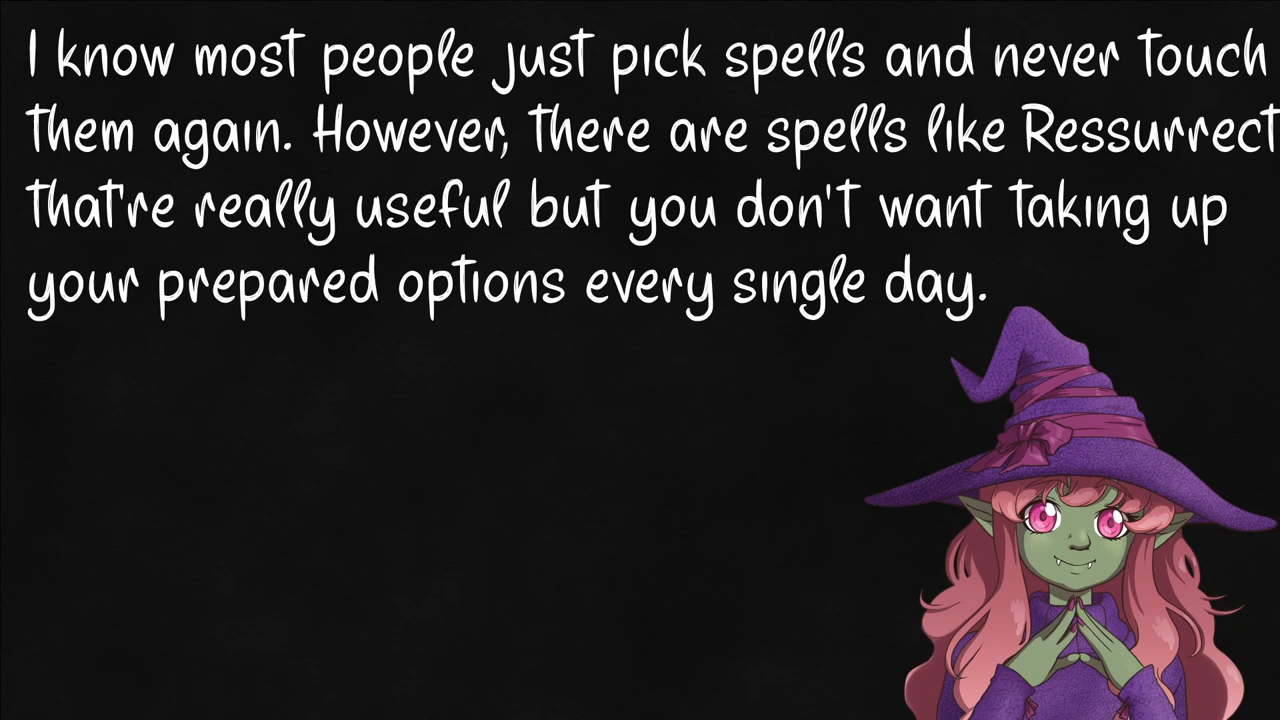 I know most people just pick spells and never touch
them again. However, there are spells like Ressurrect
that're really useful but you don't want taking up
your prepared options every single day.